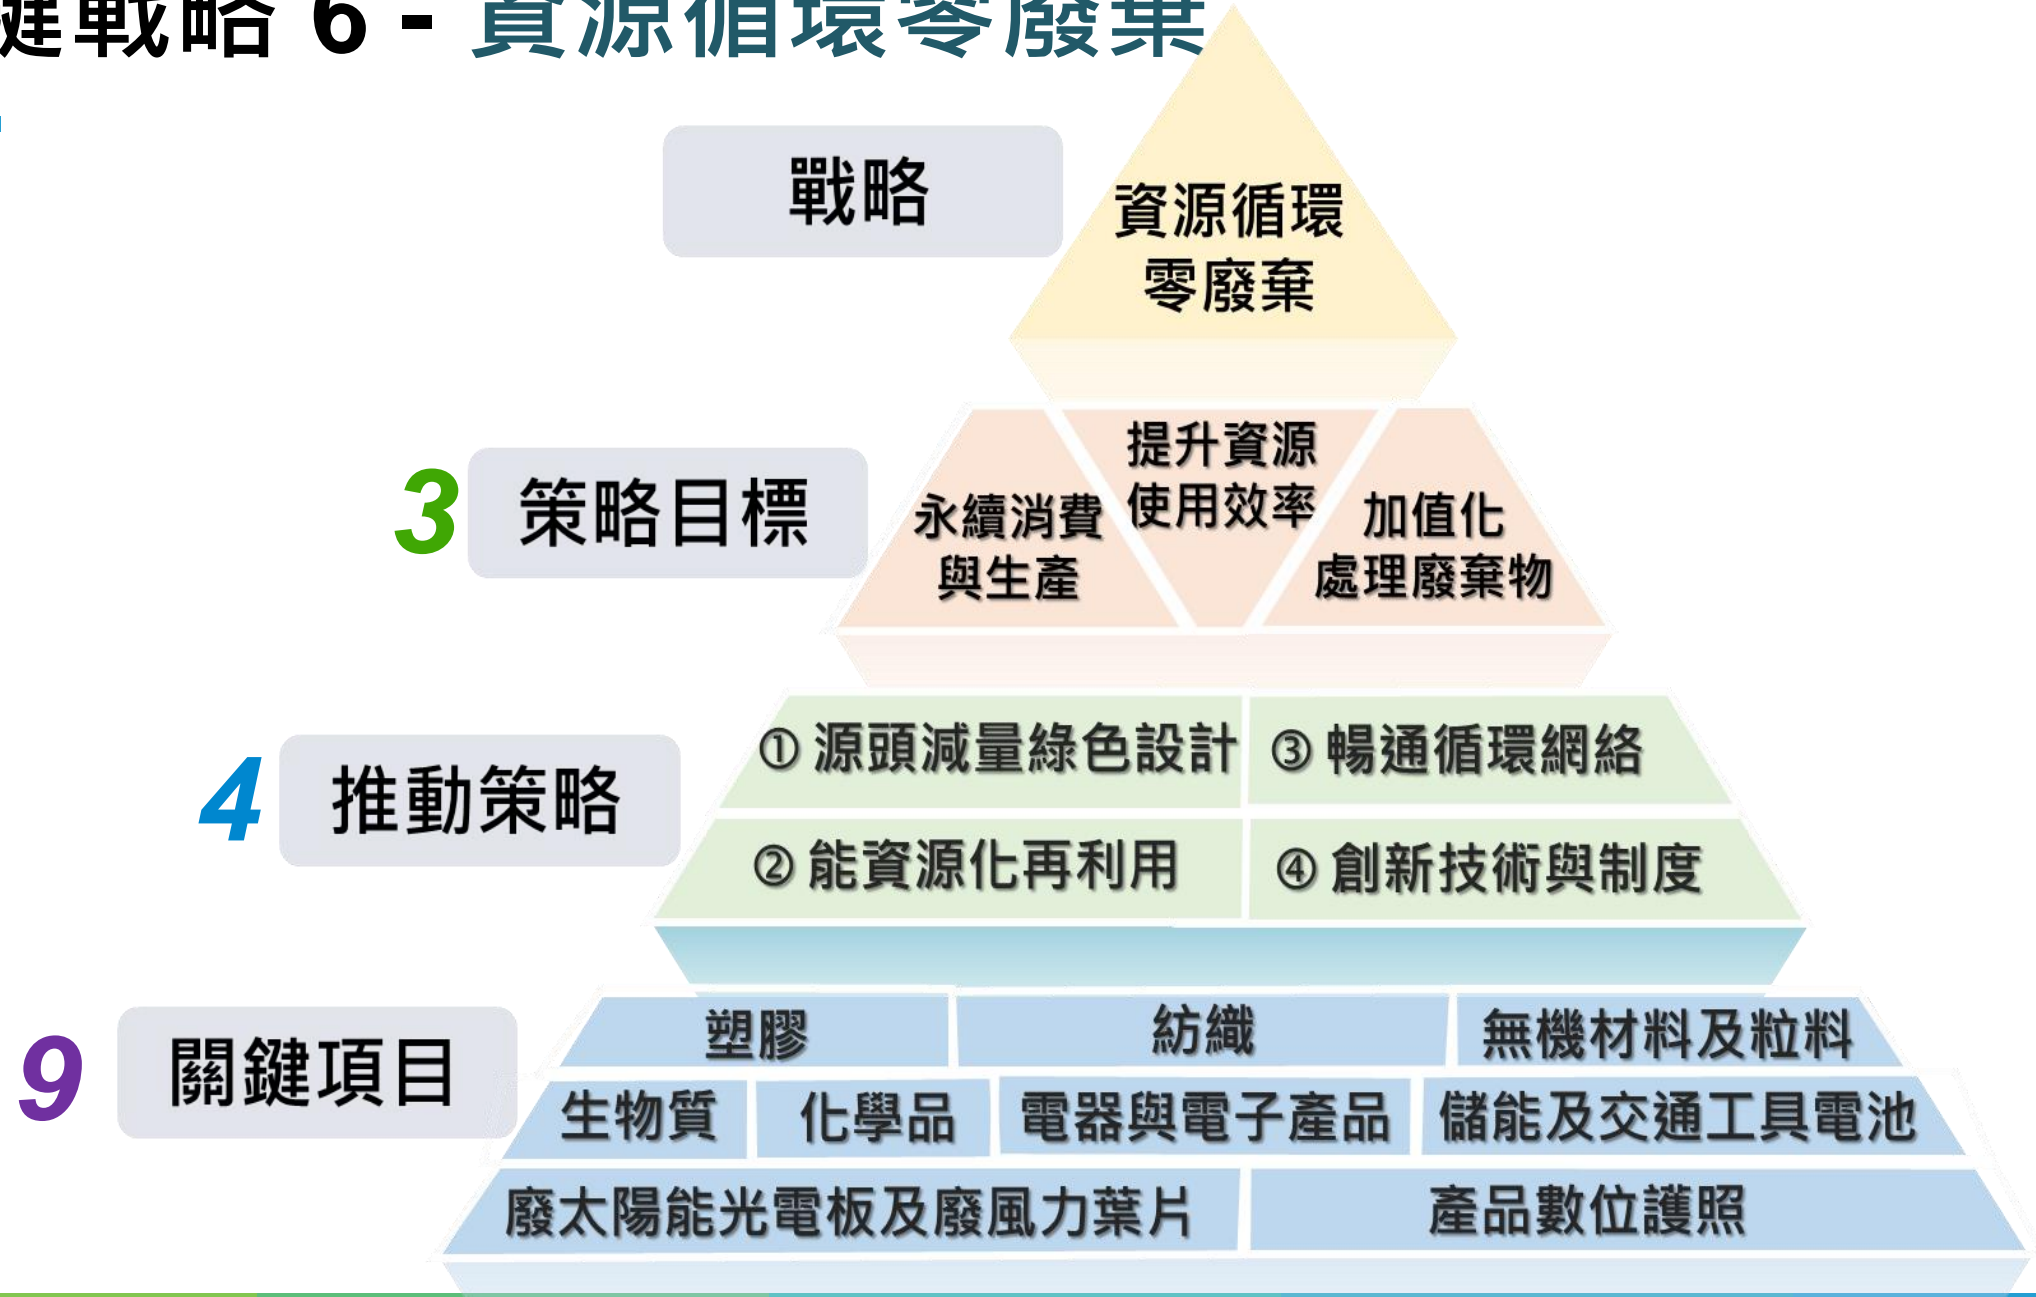 鍵戰略 6 - 資源循環零廢棄
戰略
資源循環
零廢棄
3 策略目標
永續消費
與生產
提升資源
使用效率
加值化
處理廢棄物
4 推動策略
① 源頭減量綠色設計
③ 暢通循環網絡
② 能資源化再利用
④ 創新技術與制度
9 關鍵項目
塑膠
紡織
無機材料及粒料
生物質
化學品
電器與電子產品
儲能及交通工具電池
廢太陽能光電板及廢風力葉片
產品數位護照